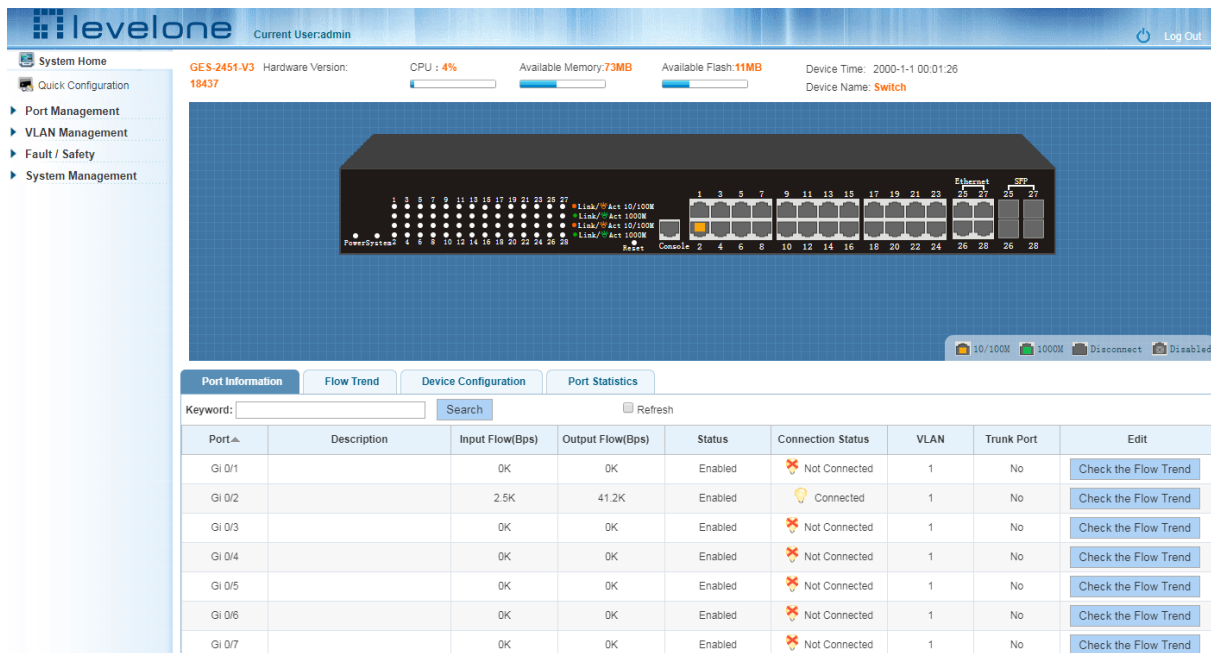 levelone Current User:admin Log Out
System Home
Quick Configuration
Port Management
VLAN Management
Fault / Safety
System Management
GES-2451-V3 Hardware Version: CPU : 4% Available Memory:73MB Available Flash:11MB Device Time: 2000-1-1 00:01:26
18437 Device Name: Switch
Ethernet SFP
1 3 5 7 9 11 13 15 17 19 21 23 25 27 25 27
1 3 5 7 9 11 13 15 17 19 21 23 25 27
Link/ Act 10/100M
Link/ Act 1000M
Link/ Act 10/100M
Link/ Act 1000M
PowerSystem 2 4 6 8 10 12 14 16 18 20 22 24 26 28 Reset Console 2 4 6 8 10 12 14 16 18 20 22 24 26 28 26 28
10/100M 1000M Disconnect Disabled
Port Information Flow Trend Device Configuration Port Statistics
Keyword: Search Refresh
Port Description Input Flow(Bps) Output Flow(Bps) Status Connection Status VLAN Trunk Port Edit
Gi 0/1 0K 0K Enabled Not Connected 1 No Check the Flow Trend
Gi 0/2 2.5K 41.2K Enabled Connected 1 No Check the Flow Trend
Gi 0/3 0K 0K Enabled Not Connected 1 No Check the Flow Trend
Gi 0/4 0K 0K Enabled Not Connected 1 No Check the Flow Trend
Gi 0/5 0K 0K Enabled Not Connected 1 No Check the Flow Trend
Gi 0/6 0K 0K Enabled Not Connected 1 No Check the Flow Trend
Gi 0/7 0K 0K Enabled Not Connected 1 No Check the Flow Trend